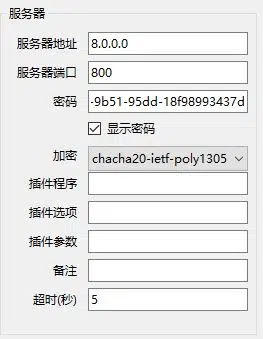 服务器
服务器地址 8.0.0.0
服务器端口 800
密码 -9b51-95dd-18f98993437d
显示密码
加密 chacha20-ietf-poly1305
插件程序
插件选项
插件参数
备注
超时(秒) 5